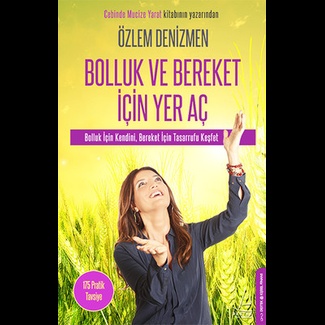 Cebinde Mucize Yarat kitabının yazarından
ÖZLEM DENİZMEN
BOLLUK VE BEREKET
İÇİN YER AÇ
Bolluk İçin Kendini, Bereket İçin Tasarrufu Keşfet
175 Pratik
Tavsiye